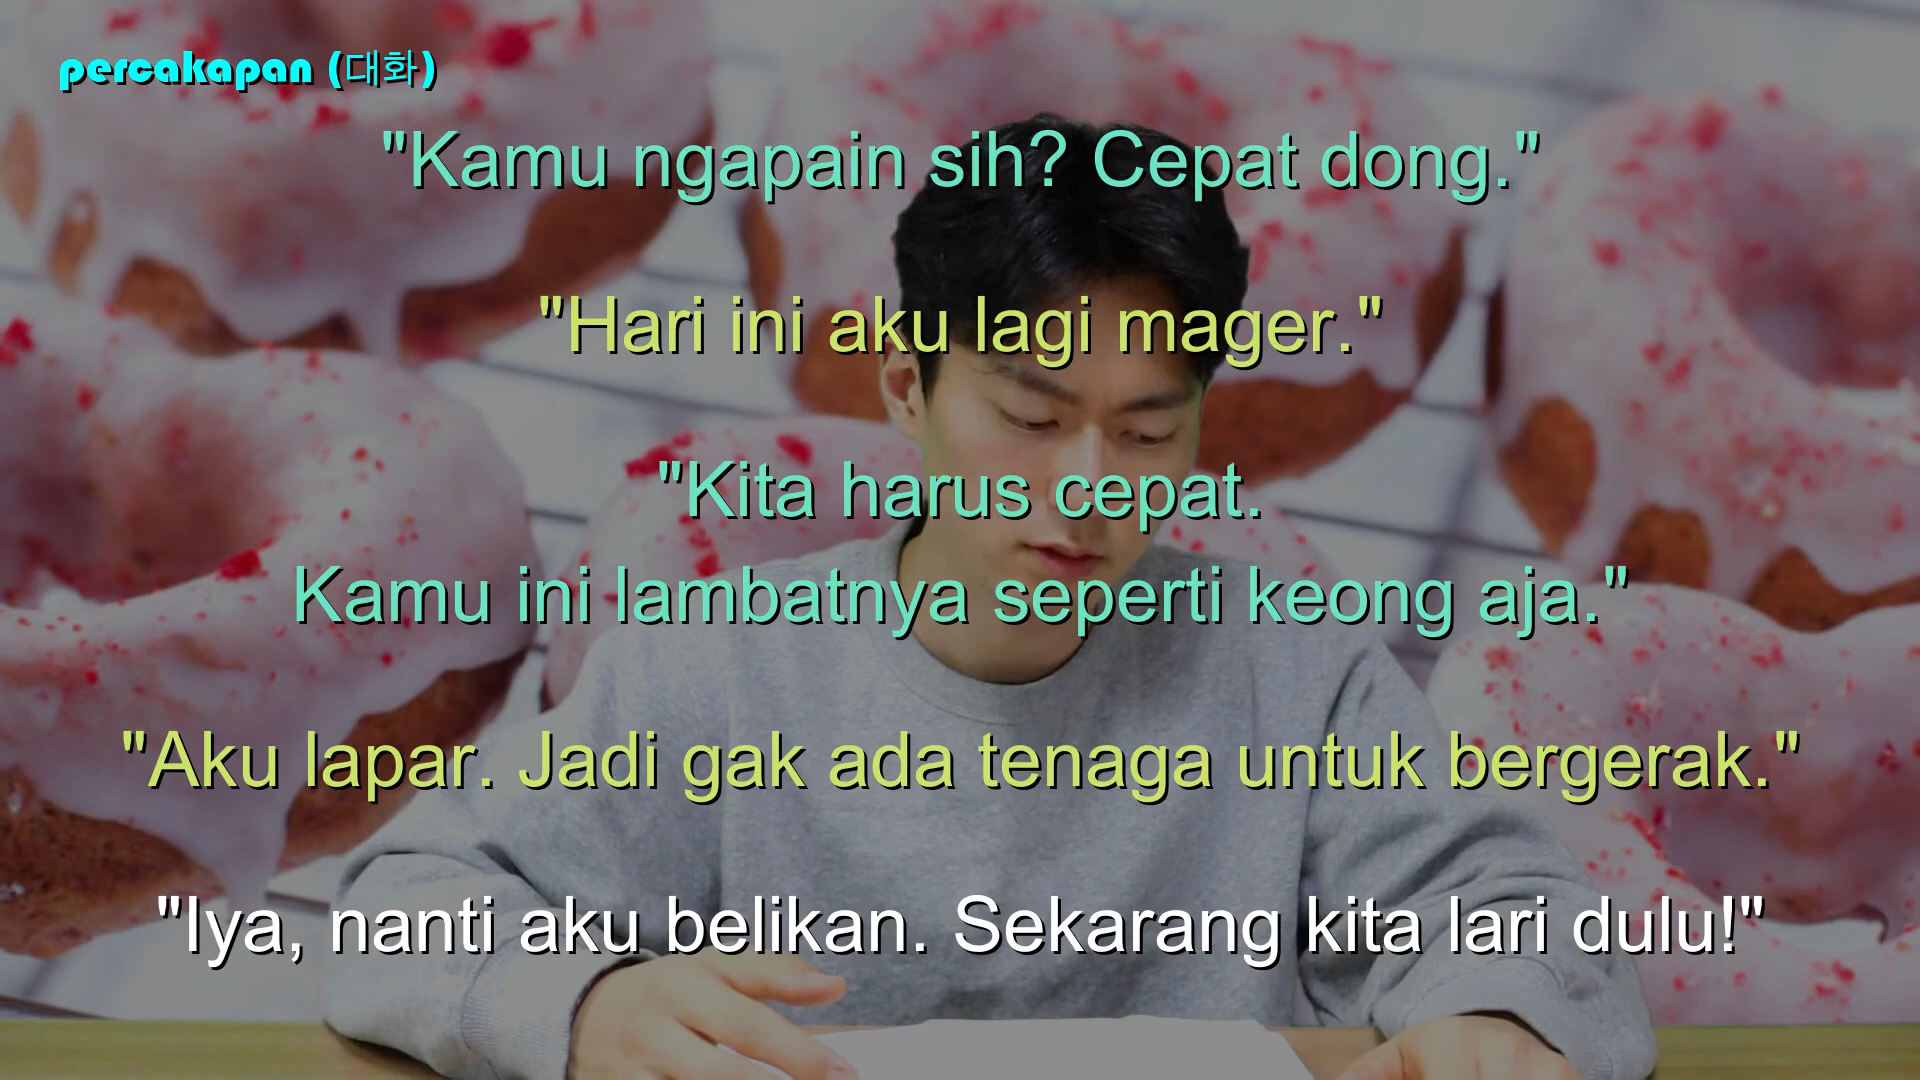 percakapan (대화)
"Kamu ngapain sih? Cepat dong."
"Hari ini aku lagi mager."
"Kita harus cepat.
Kamu ini lambatnya seperti keong aja."
"Aku lapar. Jadi gak ada tenaga untuk bergerak."
"Iya, nanti aku belikan. Sekarang kita lari dulu!"